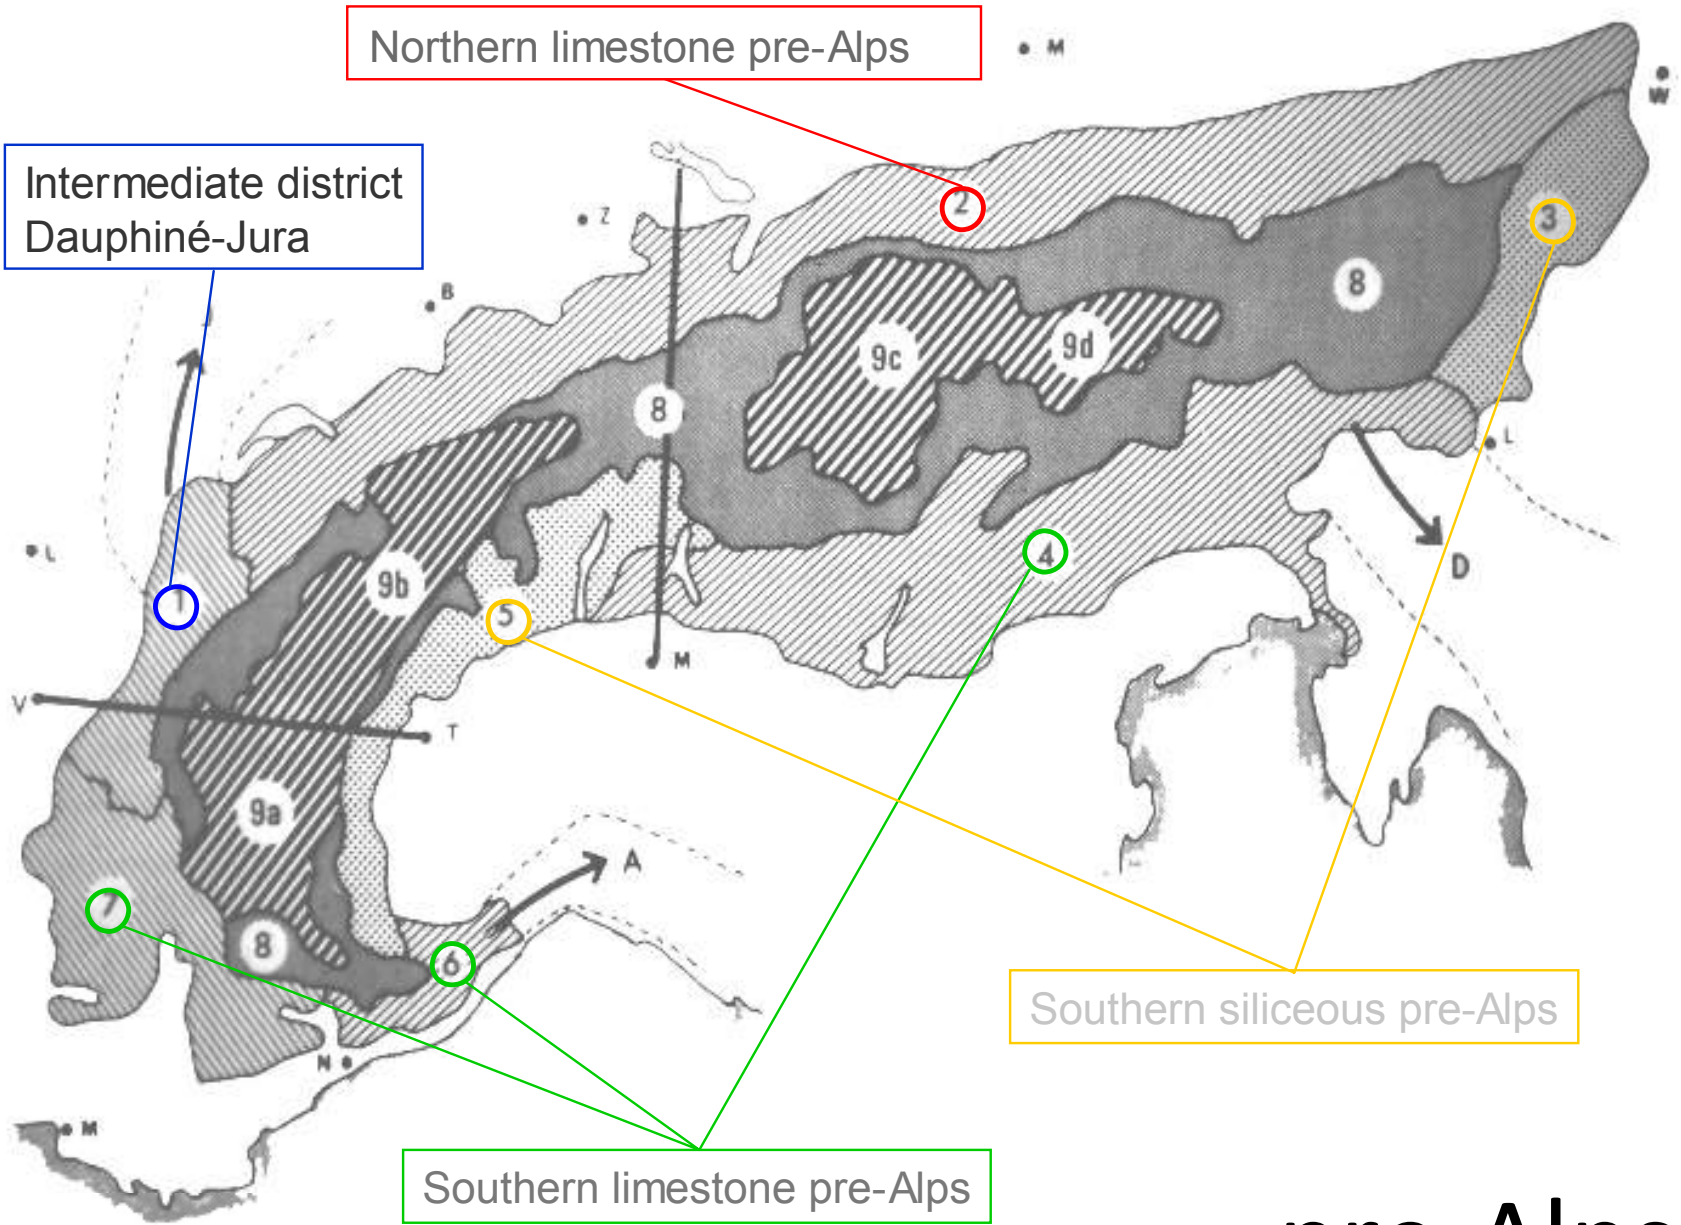 Northern limestone pre-Alps
M
W
Intermediate district
Dauphiné-Jura
Z
2
3
B
8
J
9c
9d
8
L
L
9b
4
D
1
5
M
V
T
9a
A
7
8
6
Southern siliceous pre-Alps
N
M
Southern limestone pre-Alps